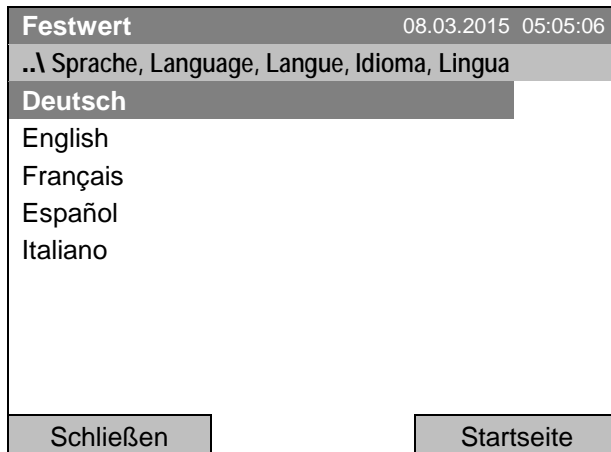 Festwert 08.03.2015 05:05:06
..\ Sprache, Language, Langue, Idioma, Lingua
Deutsch
English
Français
Español
Italiano
Schließen Startseite